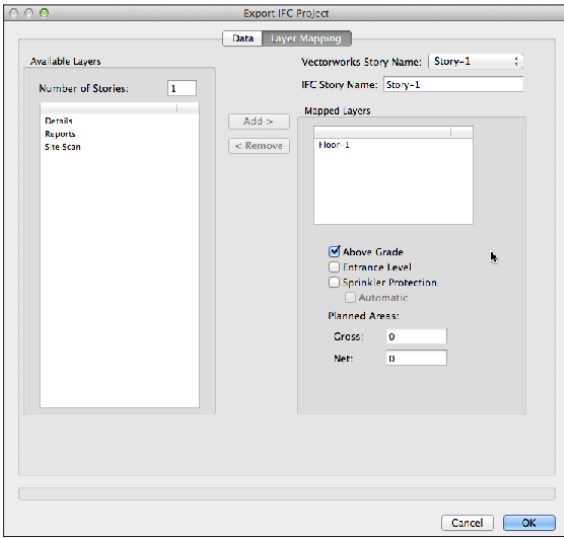 Export IFC Project
Data Layer Mapping
Available Layers
Number of Stories: 1
Details
Reports
Site Scan
Add >
< Remove
Vectorworks Story Name: Story-1
IFC Story Name: Story-1
Mapped Layers
Floor-1
Above Grade
Entrance Level
Sprinkler Protection
Automatic
Planned Areas:
Gross: 0
Net: 0
Cancel OK